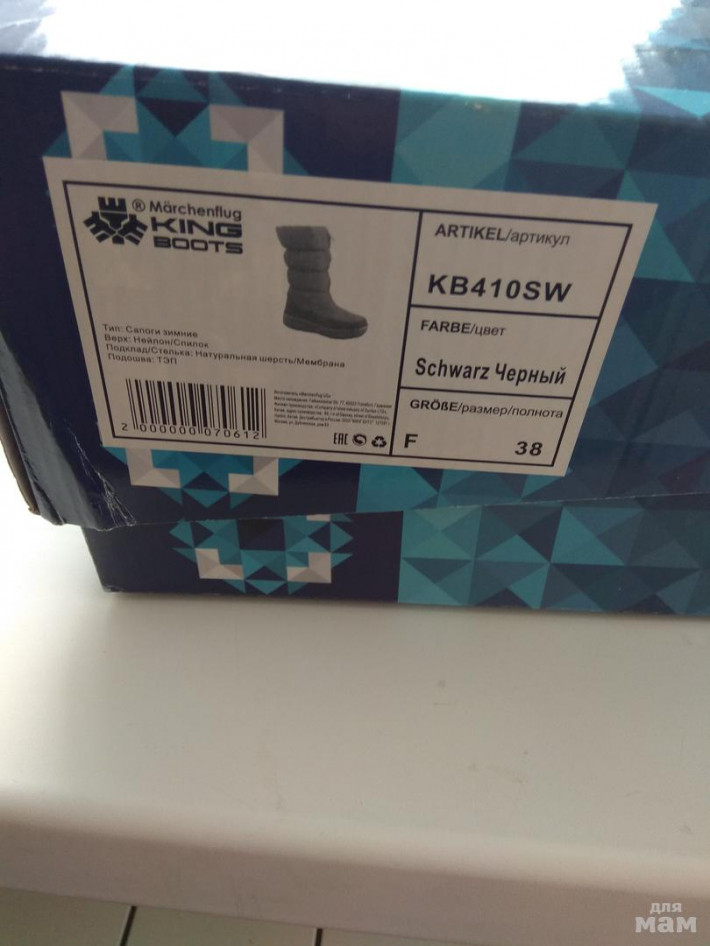 ® Märchenflug
KING
BOOTS
Тип: Сапоги зимние
Верх: Нейлон/Спилок
Подклад/Стелька: Натуральная шерсть/Мембрана
Подошва: ТЭП
2 000000 070612
EAC
ARTIKEL/артикул
KB410SW
FARBE/цвет
Schwarz Черный
GRÖßE/размер/полнота
F 38
для
мам